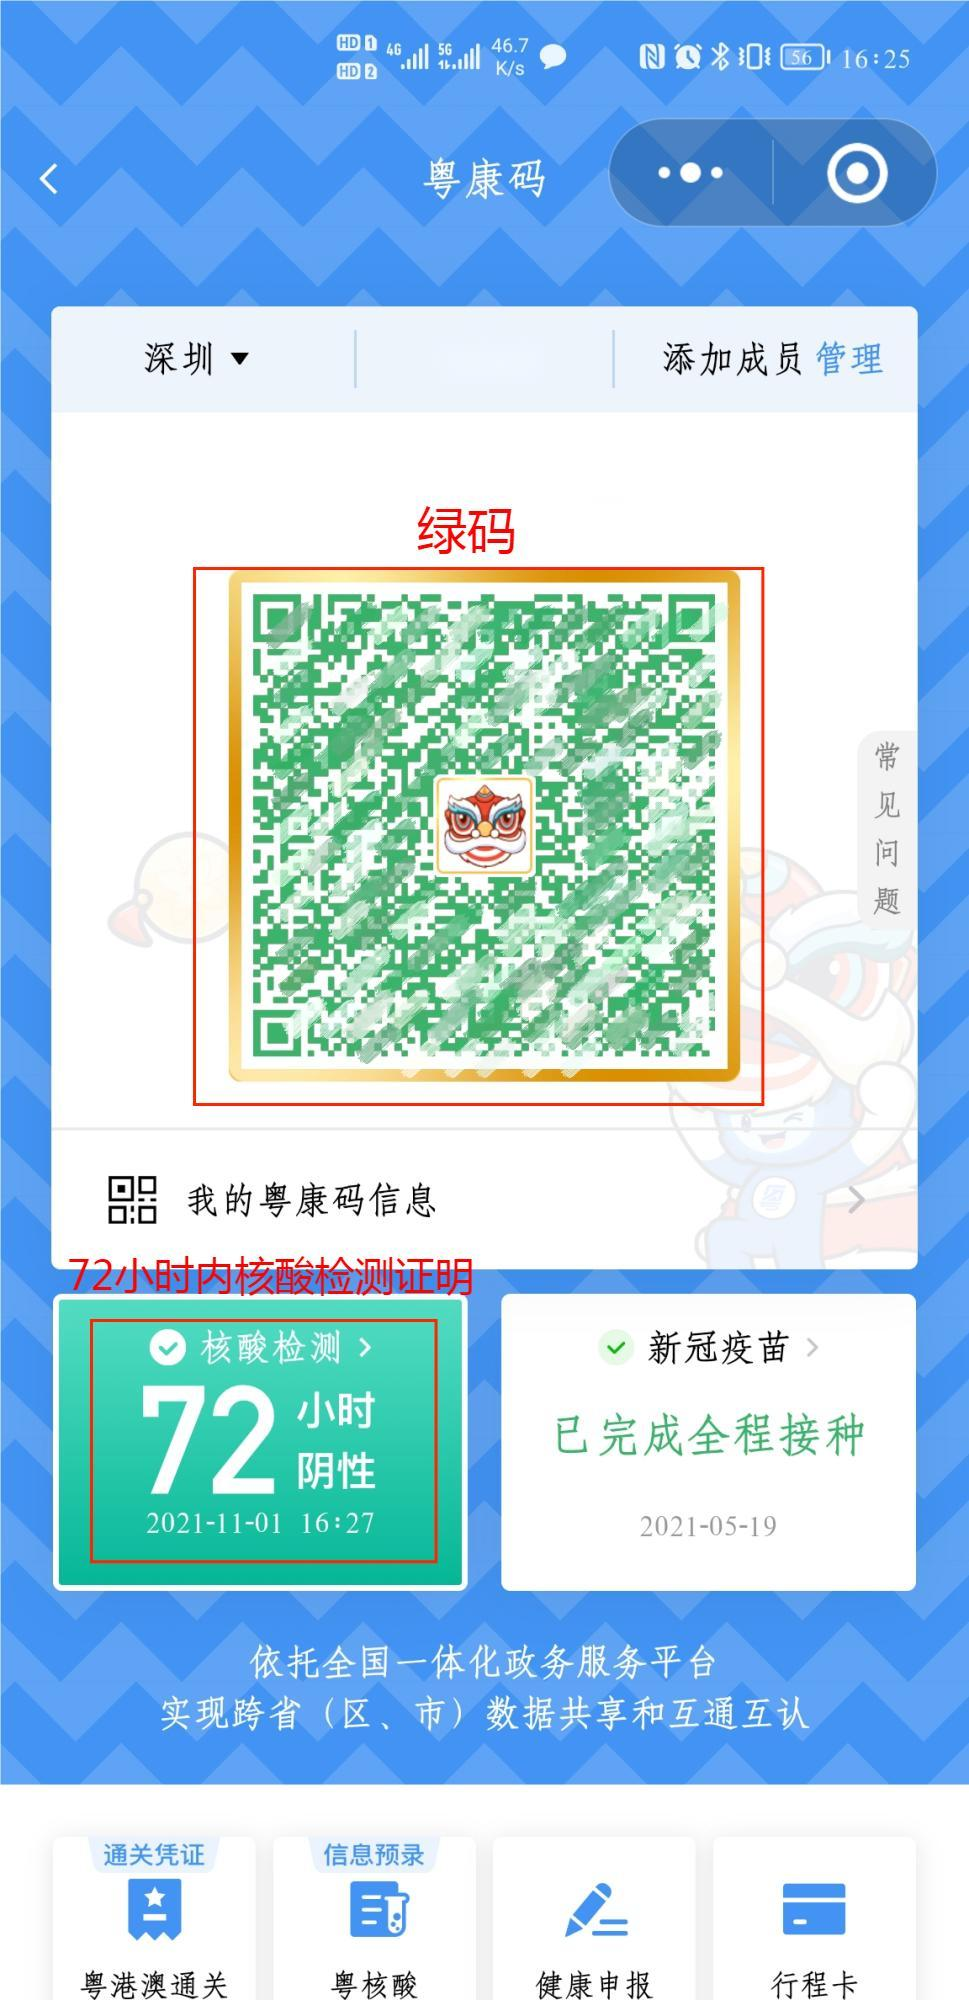 HD 1 4G 5G 46.7 K/s 56 16:25
HD 2
粤康码
深圳 添加成员 管理
绿码
常见问题
我的粤康码信息
72小时内核酸检测证明
核酸检测
72 小时 阴性
2021-11-01 16:27
新冠疫苗
已完成全程接种
2021-05-19
依托全国一体化政务服务平台
实现跨省（区、市）数据共享和互通互认
通关凭证
粤港澳通关
信息预录
粤核酸
健康申报
行程卡